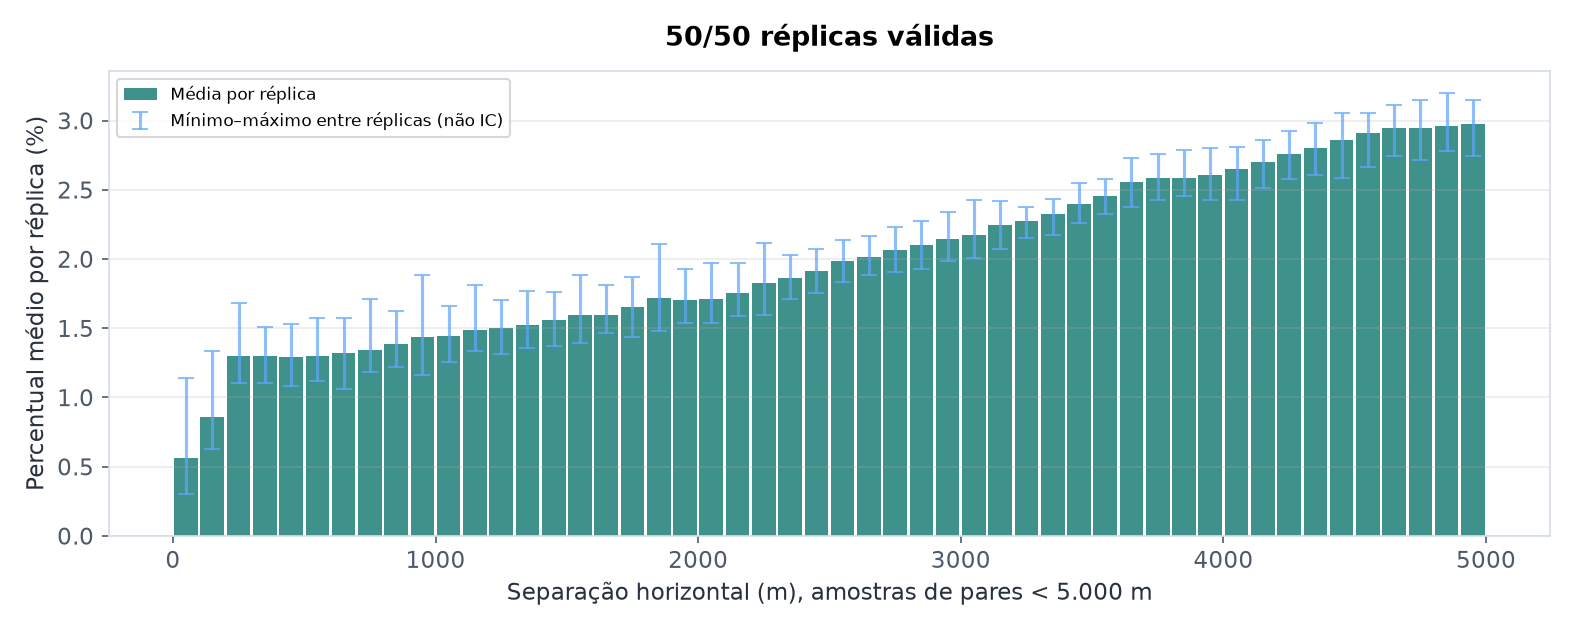 50/50 réplicas válidas
Média por réplica
Mínimo–máximo entre réplicas (não IC)
Percentual médio por réplica (%)
3.0
2.5
2.0
1.5
1.0
0.5
0.0
0 1000 2000 3000 4000 5000
Separação horizontal (m), amostras de pares < 5.000 m